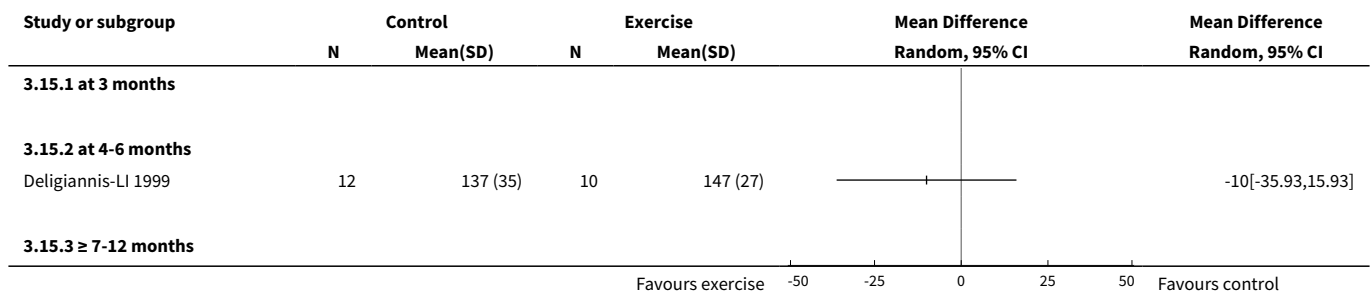 Study or subgroup Control Exercise Mean Difference Mean Difference
N Mean(SD) N Mean(SD) Random, 95% CI Random, 95% CI
3.15.1 at 3 months
3.15.2 at 4-6 months
Deligiannis-LI 1999 12 137 (35) 10 147 (27) -10[-35.93,15.93]
3.15.3 ≥ 7-12 months
Favours exercise -50 -25 0 25 50 Favours control